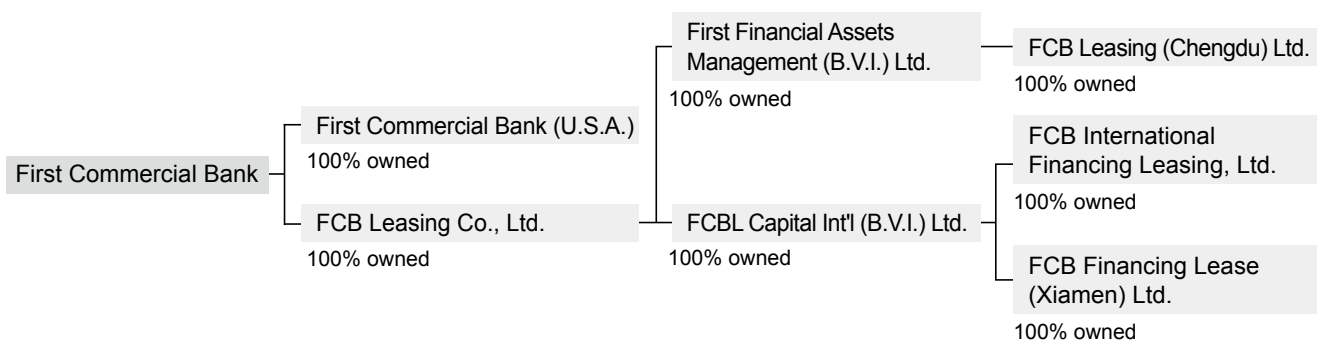 First Commercial Bank
First Commercial Bank (U.S.A.)
100% owned
FCB Leasing Co., Ltd.
100% owned
First Financial Assets
Management (B.V.I.) Ltd.
100% owned
FCBL Capital Int'l (B.V.I.) Ltd.
100% owned
FCB Leasing (Chengdu) Ltd.
100% owned
FCB International
Financing Leasing, Ltd.
100% owned
FCB Financing Lease
(Xiamen) Ltd.
100% owned